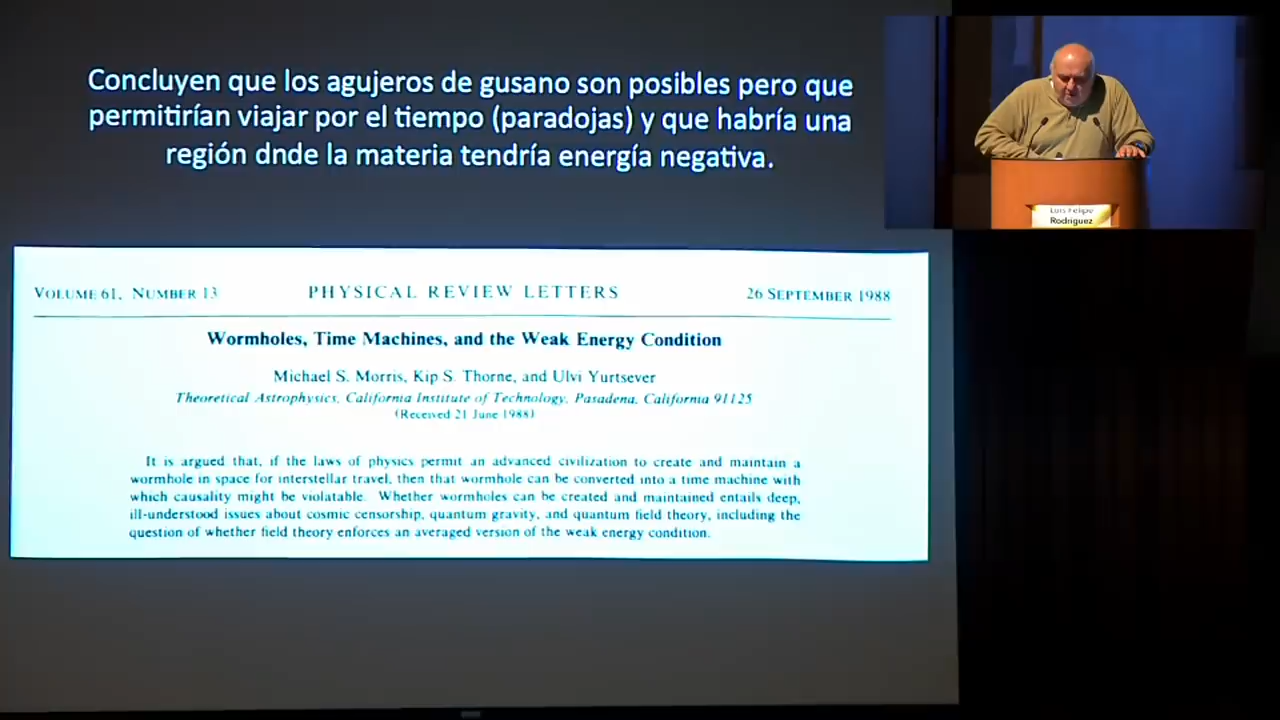 Concluyen que los agujeros de gusano son posibles pero que
permitirían viajar por el tiempo (paradojas) y que habría una
región dnde la materia tendría energía negativa.
Luis Felipe
Rodriguez
VOLUME 61, NUMBER 13
PHYSICAL REVIEW LETTERS
26 SEPTEMBER 1988
Wormholes, Time Machines, and the Weak Energy Condition
Michael S. Morris, Kip S. Thorne, and Ulvi Yurtsever
Theoretical Astrophysics, California Institute of Technology, Pasadena, California 91125
(Received 21 June 1988)
It is argued that, if the laws of physics permit an advanced civilization to create and maintain a
wormhole in space for interstellar travel, then that wormhole can be converted into a time machine with
which causality might be violatable. Whether wormholes can be created and maintained entails deep,
ill-understood issues about cosmic censorship, quantum gravity, and quantum field theory, including the
question of whether field theory enforces an averaged version of the weak energy condition.